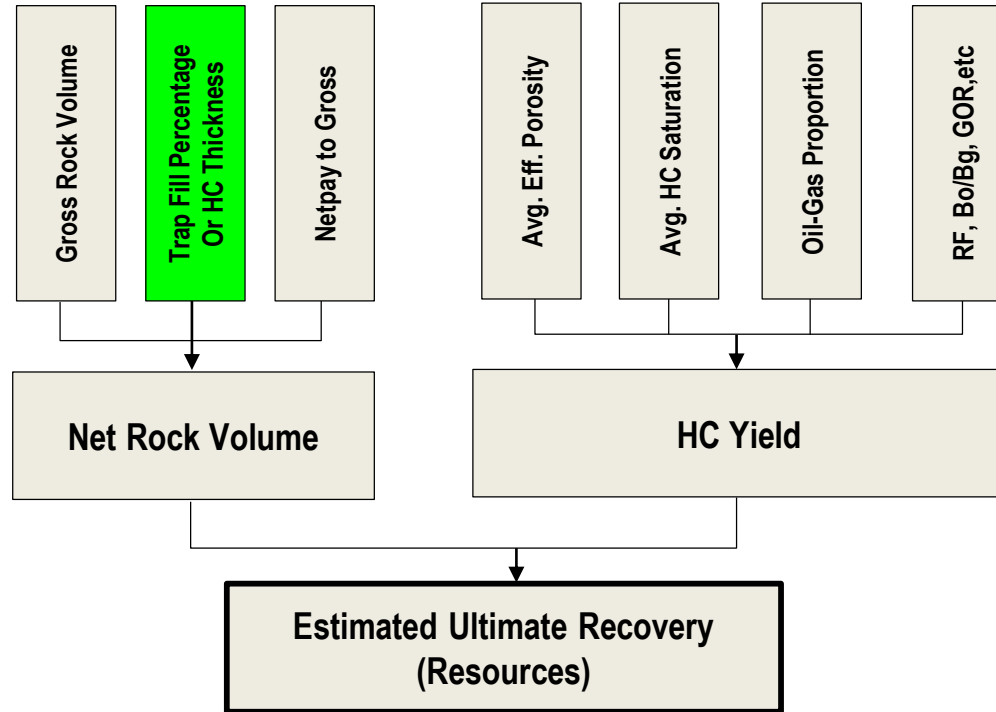 Gross Rock Volume
Trap Fill Percentage
Or HC Thickness
Netpay to Gross
Avg. Eff. Porosity
Avg. HC Saturation
Oil-Gas Proportion
RF, Bo/Bg, GOR,etc
Net Rock Volume
HC Yield
Estimated Ultimate Recovery
(Resources)